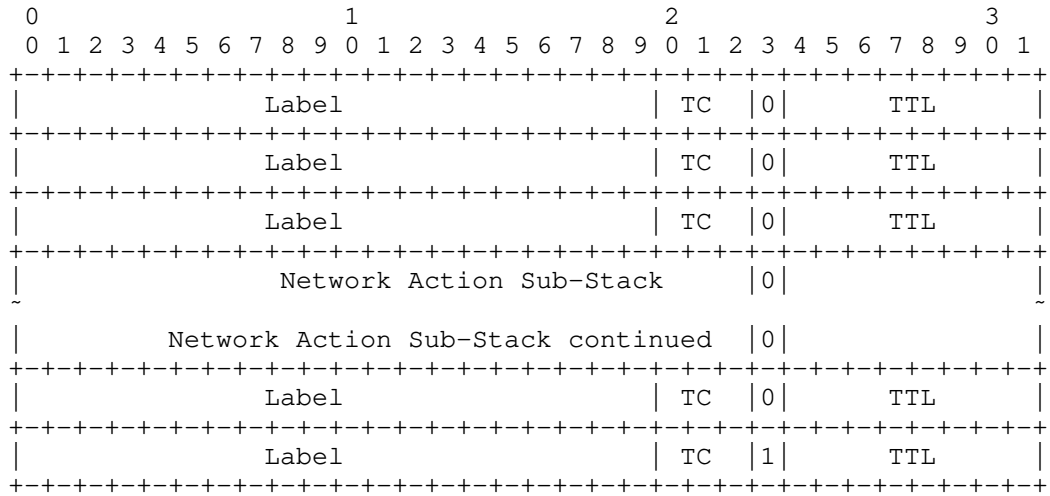 0                   1                   2                   3
 0 1 2 3 4 5 6 7 8 9 0 1 2 3 4 5 6 7 8 9 0 1 2 3 4 5 6 7 8 9 0 1
+-+-+-+-+-+-+-+-+-+-+-+-+-+-+-+-+-+-+-+-+-+-+-+-+-+-+-+-+-+-+-+-+
|               Label                   | TC  |0|      TTL      |
+-+-+-+-+-+-+-+-+-+-+-+-+-+-+-+-+-+-+-+-+-+-+-+-+-+-+-+-+-+-+-+-+
|               Label                   | TC  |0|      TTL      |
+-+-+-+-+-+-+-+-+-+-+-+-+-+-+-+-+-+-+-+-+-+-+-+-+-+-+-+-+-+-+-+-+
|               Label                   | TC  |0|      TTL      |
+-+-+-+-+-+-+-+-+-+-+-+-+-+-+-+-+-+-+-+-+-+-+-+-+-+-+-+-+-+-+-+-+
|                Network Action Sub-Stack     |0|               |
~                                                               ~
|         Network Action Sub-Stack continued  |0|               |
+-+-+-+-+-+-+-+-+-+-+-+-+-+-+-+-+-+-+-+-+-+-+-+-+-+-+-+-+-+-+-+-+
|               Label                   | TC  |0|      TTL      |
+-+-+-+-+-+-+-+-+-+-+-+-+-+-+-+-+-+-+-+-+-+-+-+-+-+-+-+-+-+-+-+-+
|               Label                   | TC  |1|      TTL      |
+-+-+-+-+-+-+-+-+-+-+-+-+-+-+-+-+-+-+-+-+-+-+-+-+-+-+-+-+-+-+-+-+